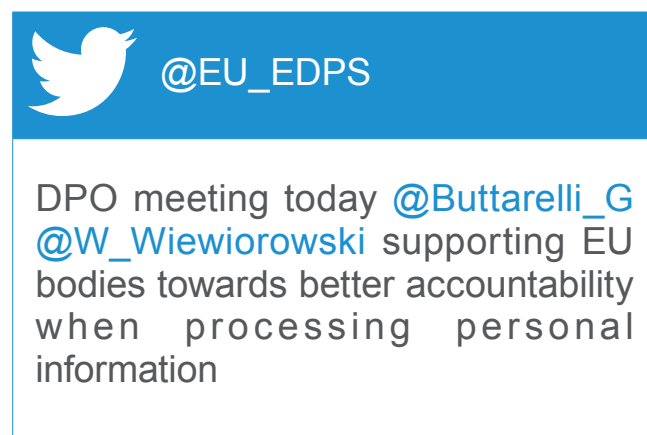 @EU_EDPS
DPO meeting today @Buttarelli_G
@W_Wiewiorowski supporting EU
bodies towards better accountability
when processing personal
information